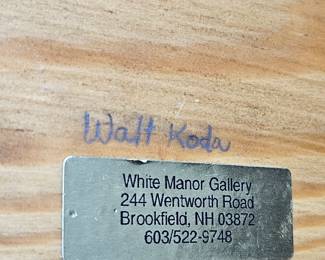 Walt Koda
White Manor Gallery
244 Wentworth Road
Brookfield, NH 03872
603/522-9748